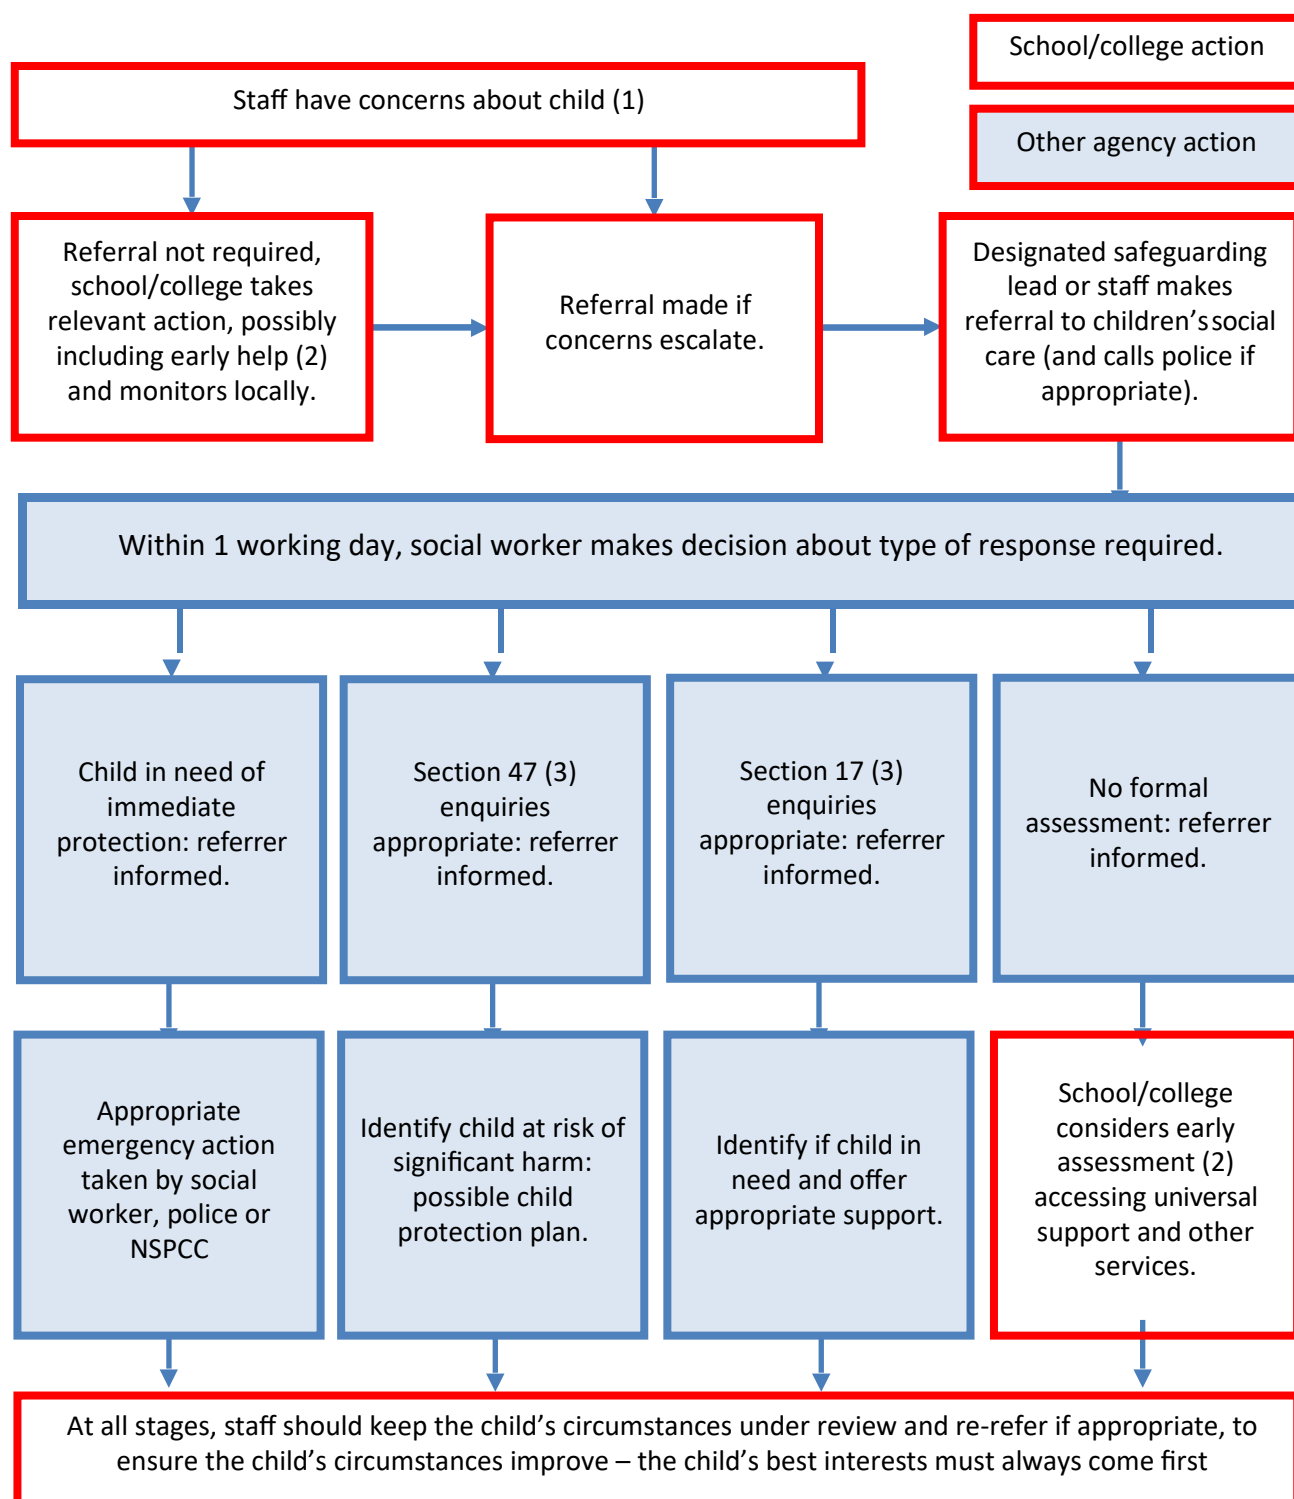 School/college action
Staff have concerns about child (1)
Other agency action
Referral not required,
school/college takes
relevant action, possibly
including early help (2)
and monitors locally.
Referral made if
concerns escalate.
Designated safeguarding
lead or staff makes
referral to children’s social
care (and calls police if
appropriate).
Within 1 working day, social worker makes decision about type of response required.
Child in need of
immediate
protection: referrer
informed.
Section 47 (3)
enquiries
appropriate: referrer
informed.
Section 17 (3)
enquiries
appropriate: referrer
informed.
No formal
assessment: referrer
informed.
Appropriate
emergency action
taken by social
worker, police or
NSPCC
Identify child at risk of
significant harm:
possible child
protection plan.
Identify if child in
need and offer
appropriate support.
School/college
considers early
assessment (2)
accessing universal
support and other
services.
At all stages, staff should keep the child’s circumstances under review and re-refer if appropriate, to
ensure the child’s circumstances improve – the child’s best interests must always come first